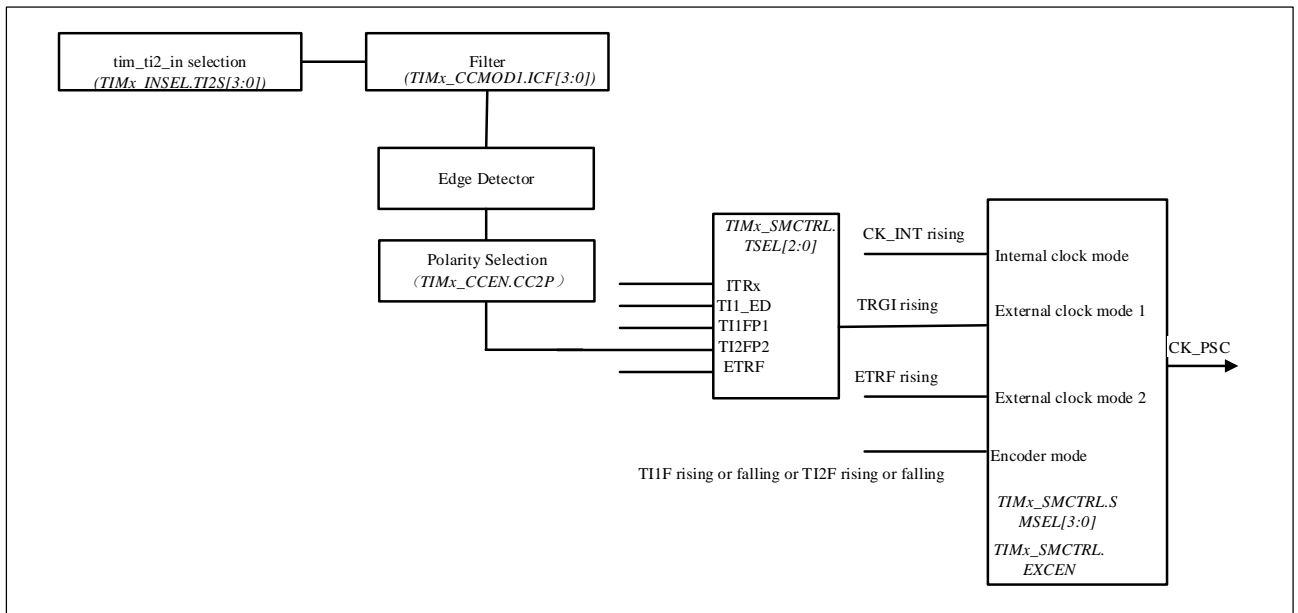 tim_ti2_in selection
(TIMx_INSEL.TI2S[3:0])
Filter
(TIMx_CCMOD1.ICF[3:0])
Edge Detector
Polarity Selection
（TIMx_CCEN.CC2P）
TIMx_SMCTRL.
TSEL[2:0]
ITRx
TI1_ED
TI1FP1
TI2FP2
ETRF
CK_INT rising
TRGI rising
ETRF rising
TI1F rising or falling or TI2F rising or falling
Internal clock mode
External clock mode 1
External clock mode 2
Encoder mode
TIMx_SMCTRL.S
MSEL[3:0]
TIMx_SMCTRL.
EXCEN
CK_PSC